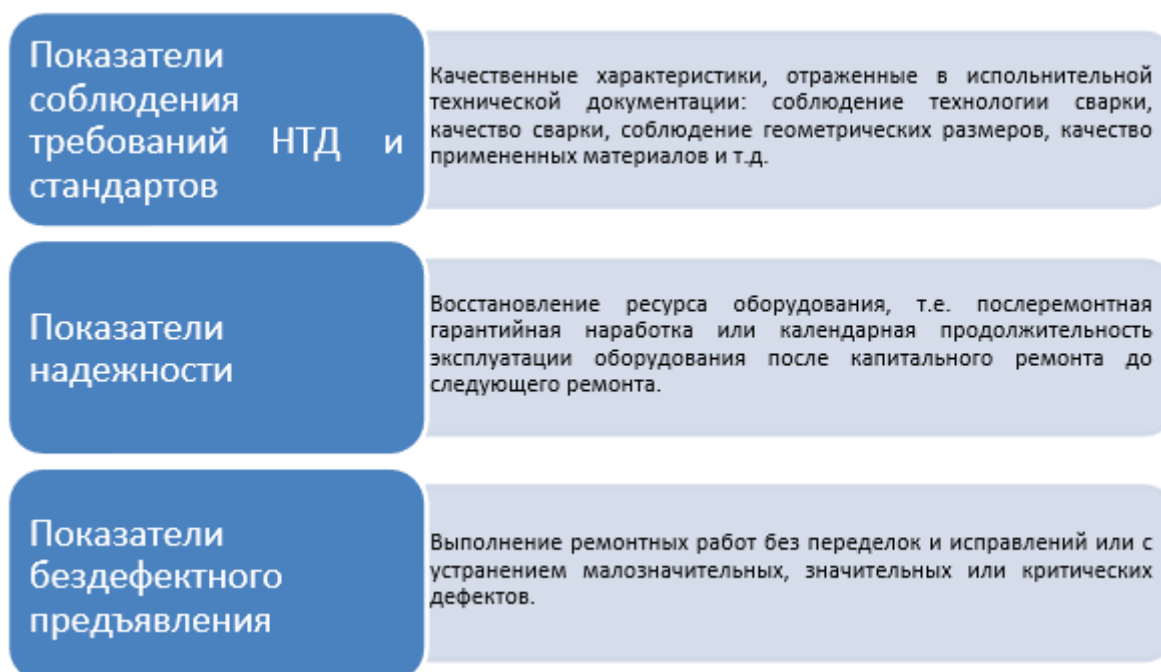 Показатели
соблюдения
требований НТД и
стандартов
Качественные характеристики, отраженные в испольнительной
технической документации: соблюдение технологии сварки,
качество сварки, соблюдение геометрических размеров, качество
примененных материалов и т.д.
Показатели
надежности
Восстановление ресурса оборудования, т.е. послеремонтная
гарантийная наработка или календарная продолжительность
эксплуатации оборудования после капитального ремонта до
следующего ремонта.
Показатели
бездефектного
предъявления
Выполнение ремонтных работ без переделок и исправлений или с
устранением малозначительных, значительных или критических
дефектов.